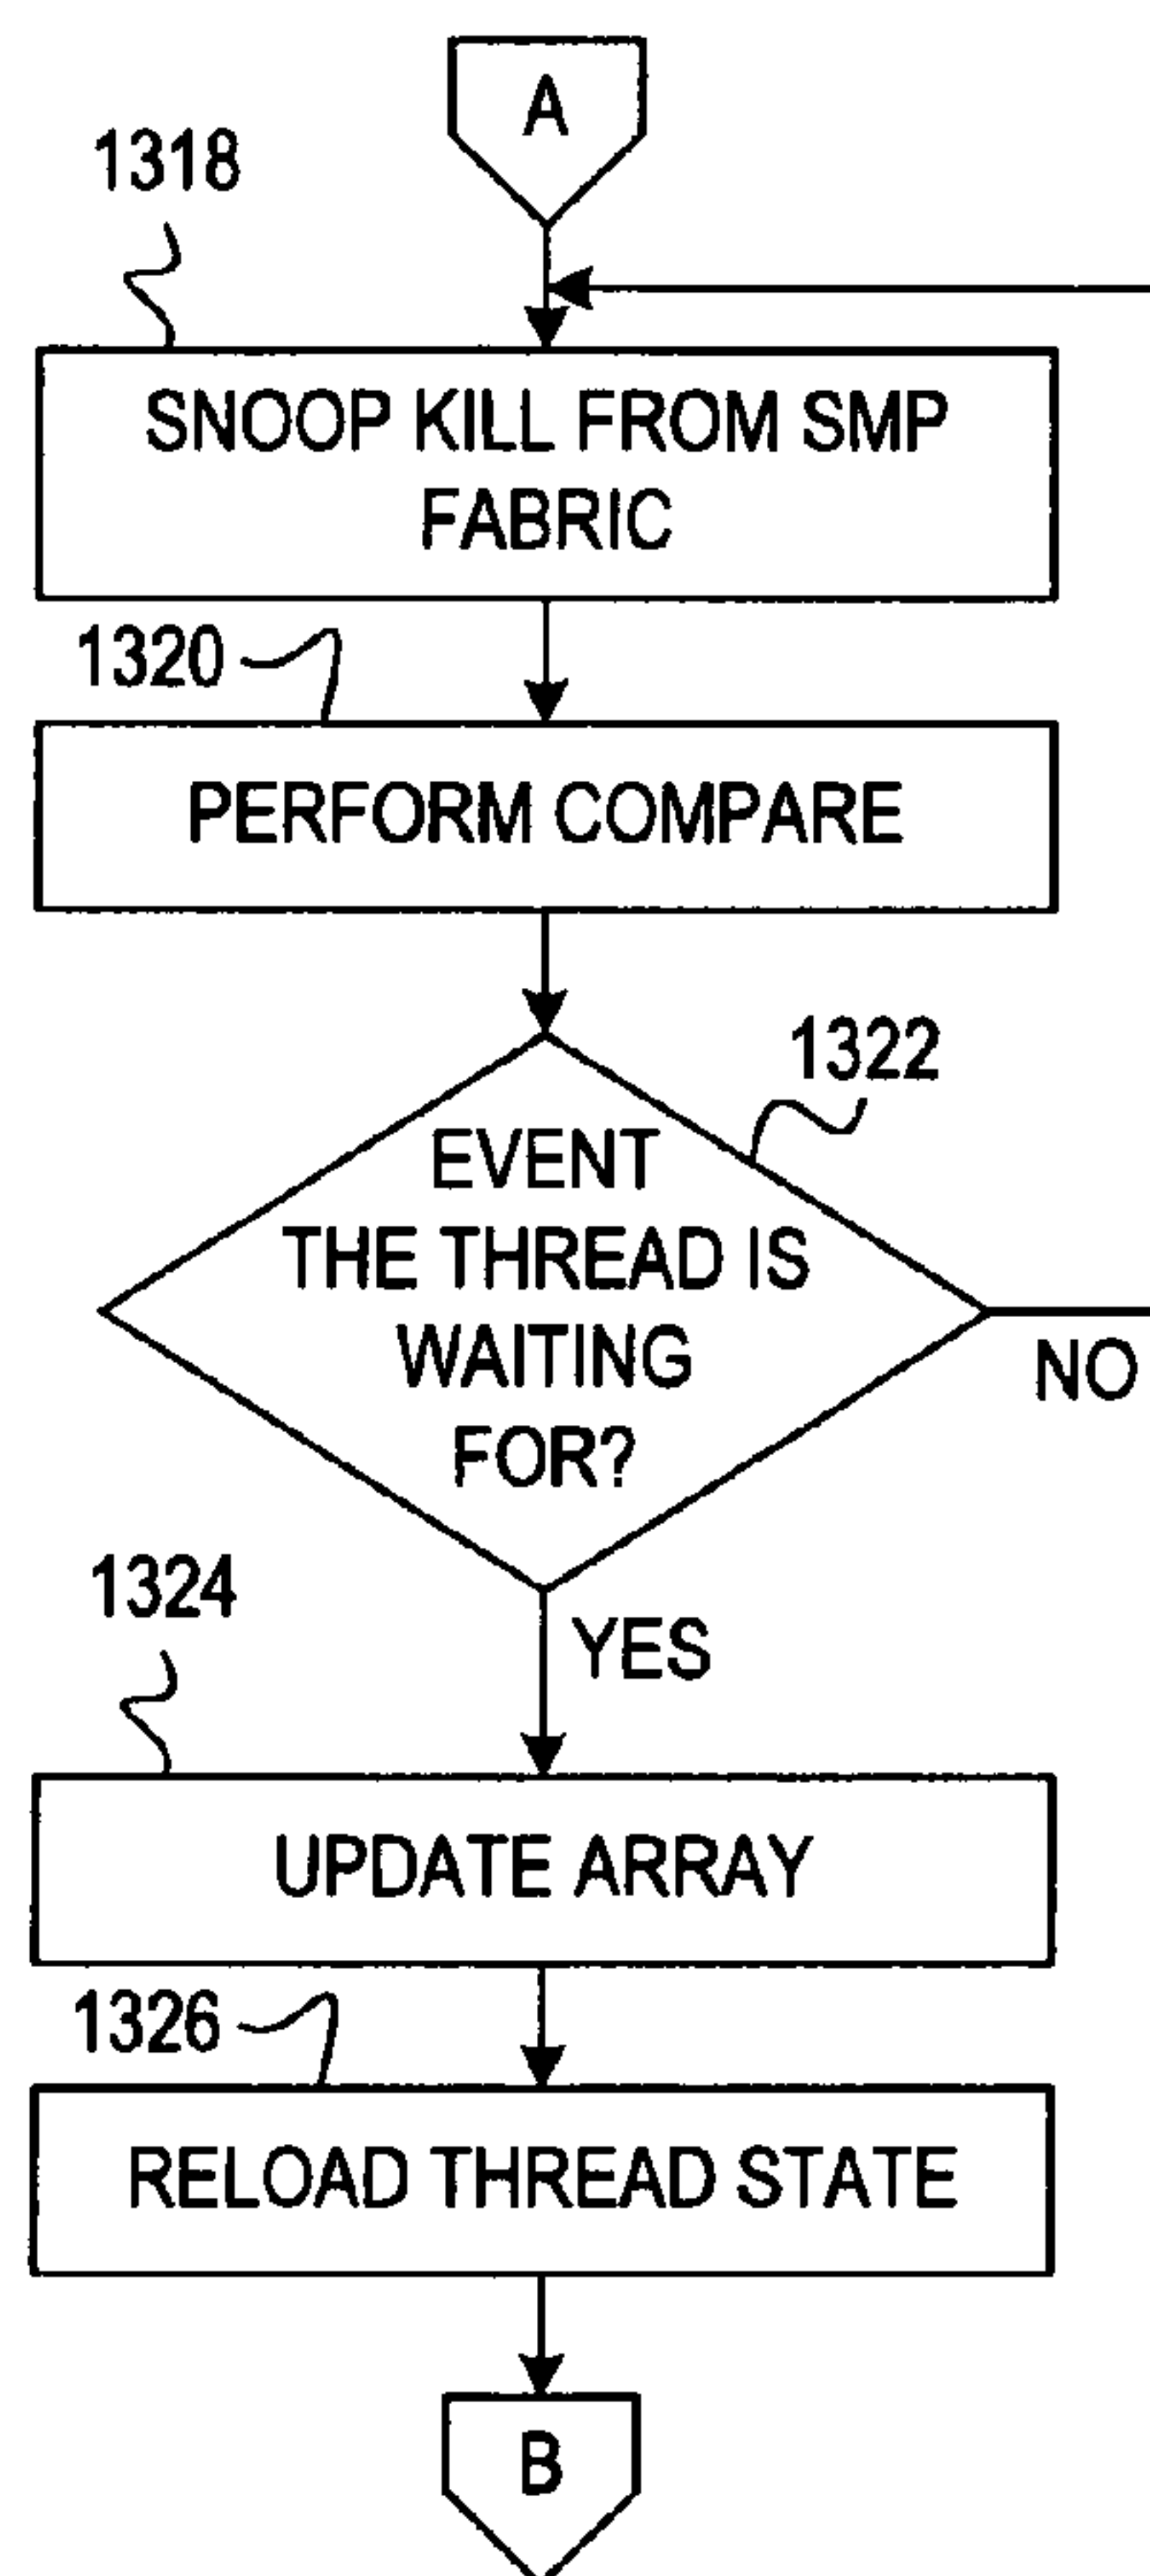 A
1318
SNOOP KILL FROM SMP
FABRIC
1320
PERFORM COMPARE
1322
EVENT
THE THREAD IS
WAITING
FOR?
NO
YES
1324
UPDATE ARRAY
1326
RELOAD THREAD STATE
B